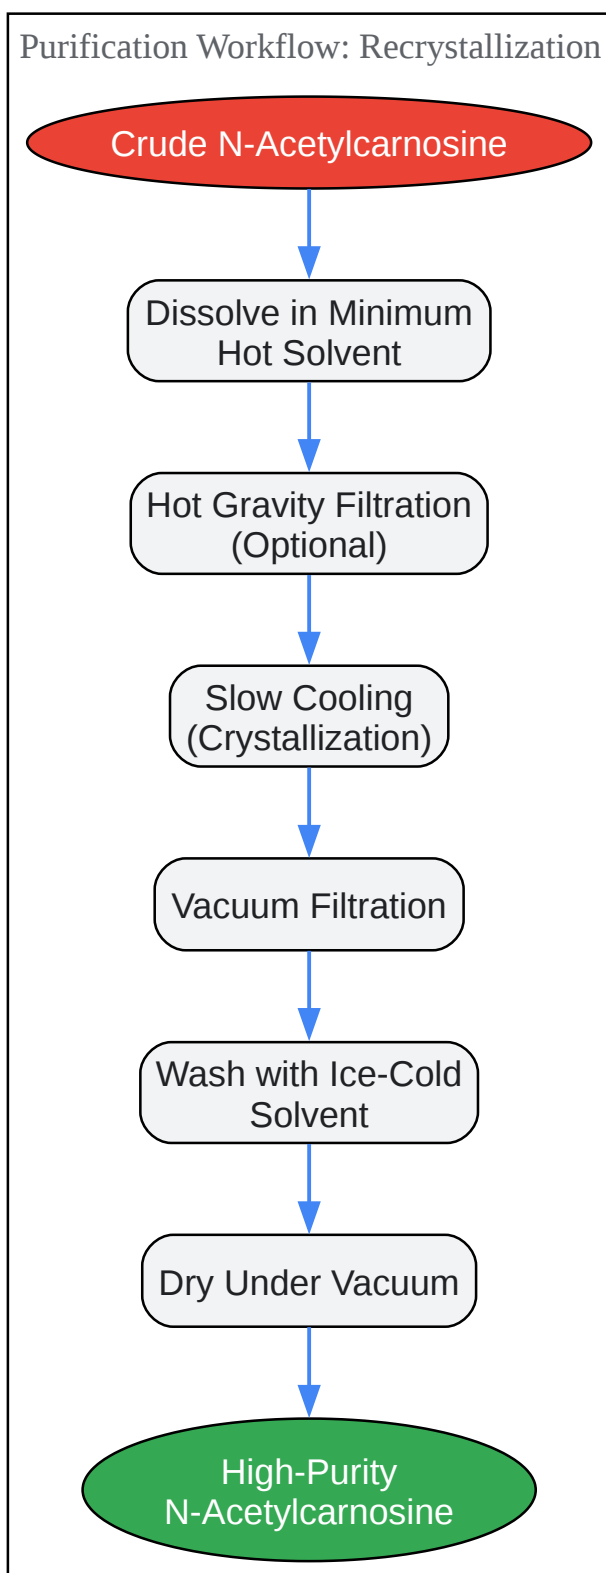 Purification Workflow: Recrystallization
Crude N-Acetylcarnosine
Dissolve in Minimum
Hot Solvent
Hot Gravity Filtration
(Optional)
Slow Cooling
(Crystallization)
Vacuum Filtration
Wash with Ice-Cold
Solvent
Dry Under Vacuum
High-Purity
N-Acetylcarnosine